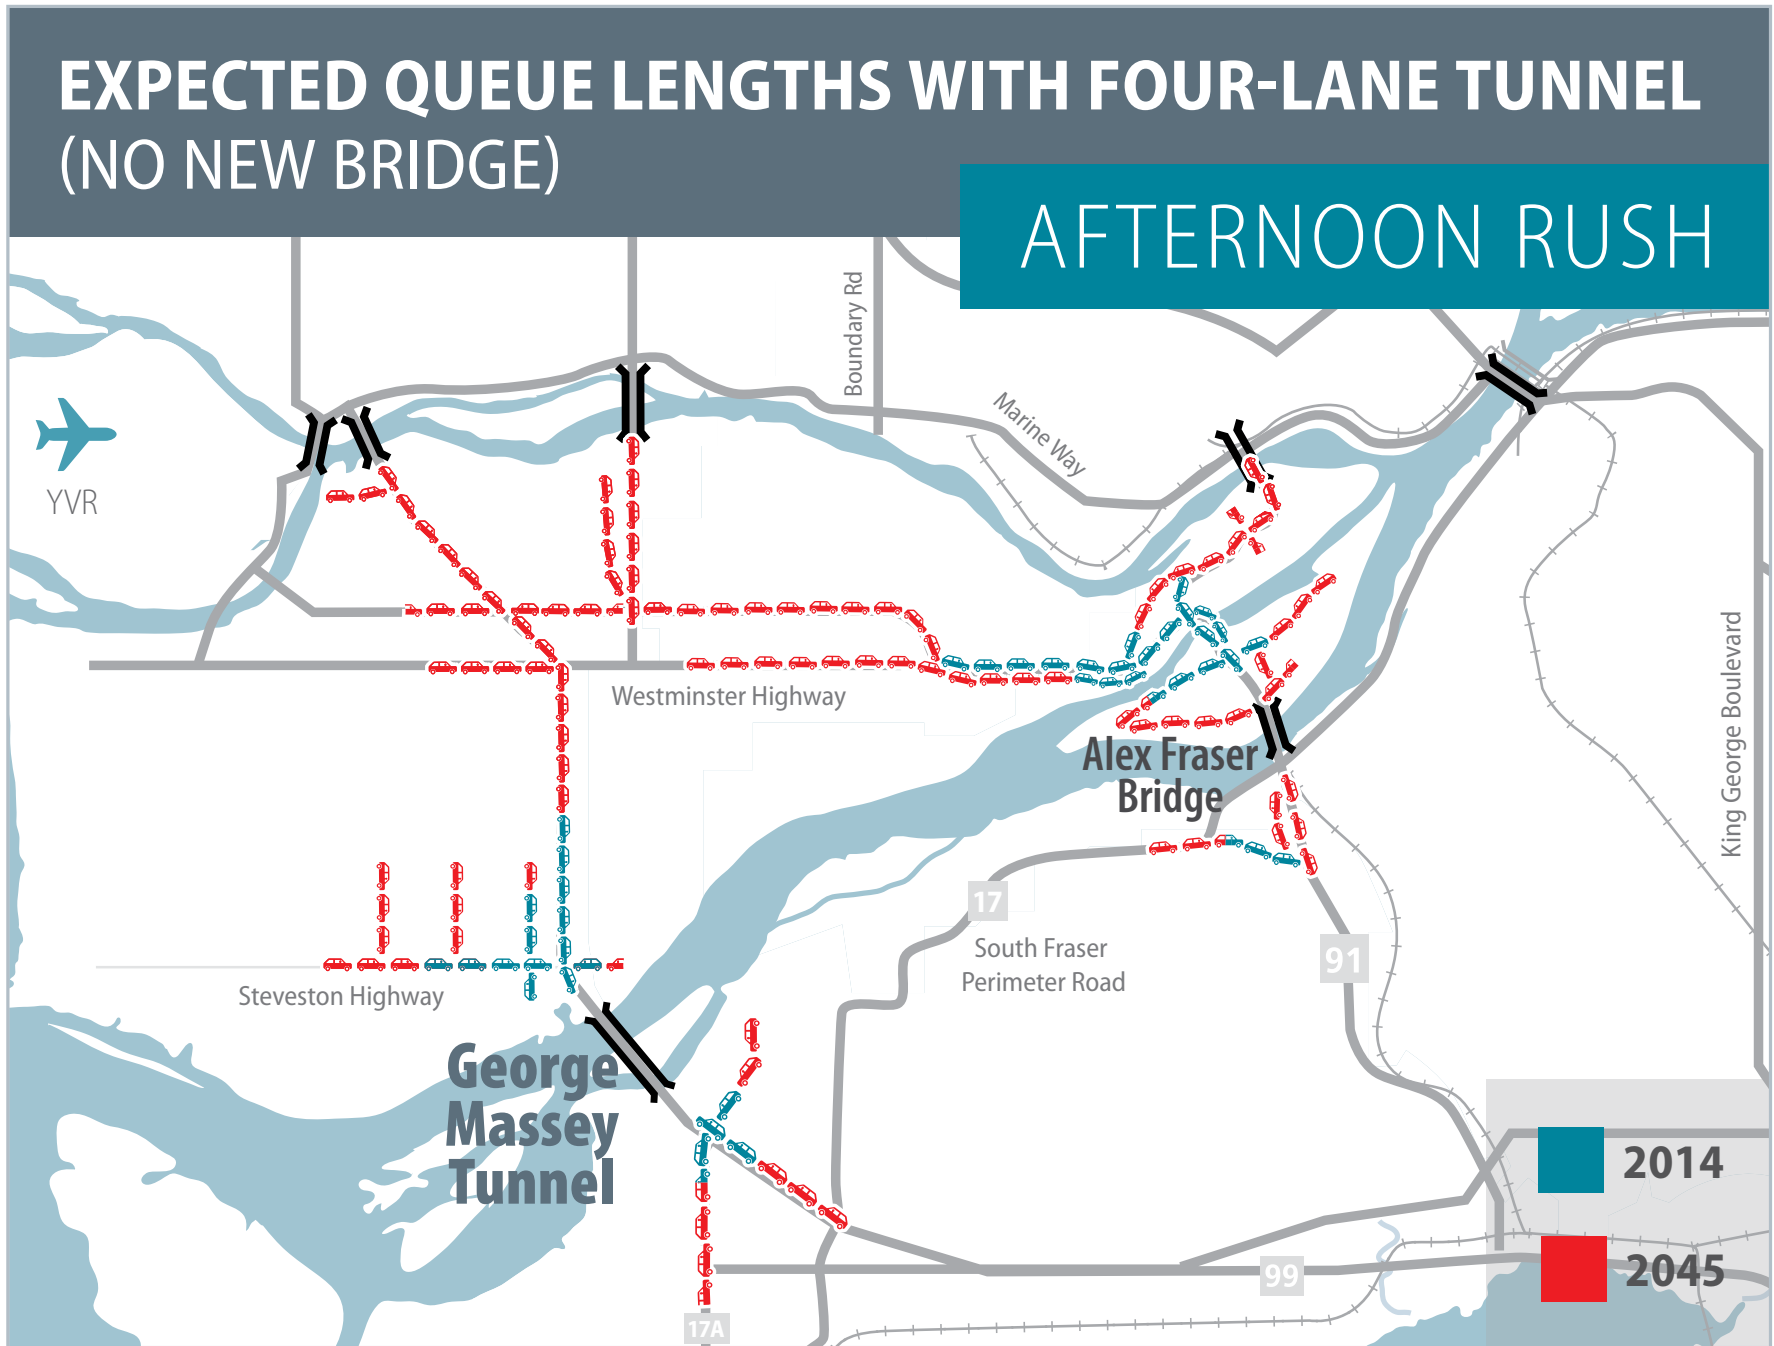 EXPECTED QUEUE LENGTHS WITH FOUR-LANE TUNNEL
(NO NEW BRIDGE)
AFTERNOON RUSH
Boundary Rd
Marine Way
YVR
Westminster Highway
King George Boulevard
Alex Fraser
Bridge
17
South Fraser
Perimeter Road
91
Steveston Highway
George
Massey
Tunnel
2014
2045
99
17A